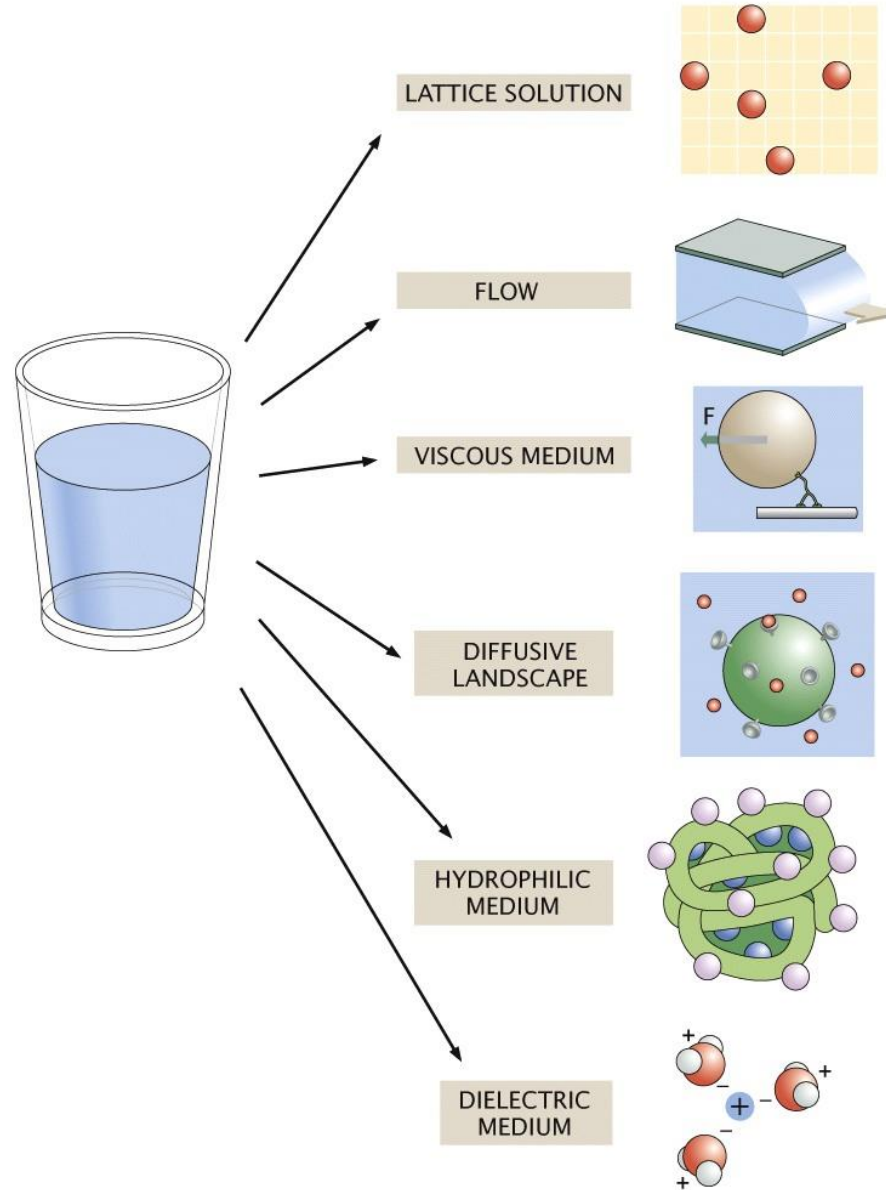 LATTICE SOLUTION
FLOW
F
VISCOUS MEDIUM
DIFFUSIVE
LANDSCAPE
HYDROPHILIC
MEDIUM
DIELECTRIC
MEDIUM
+
+
−
+
−
−
+